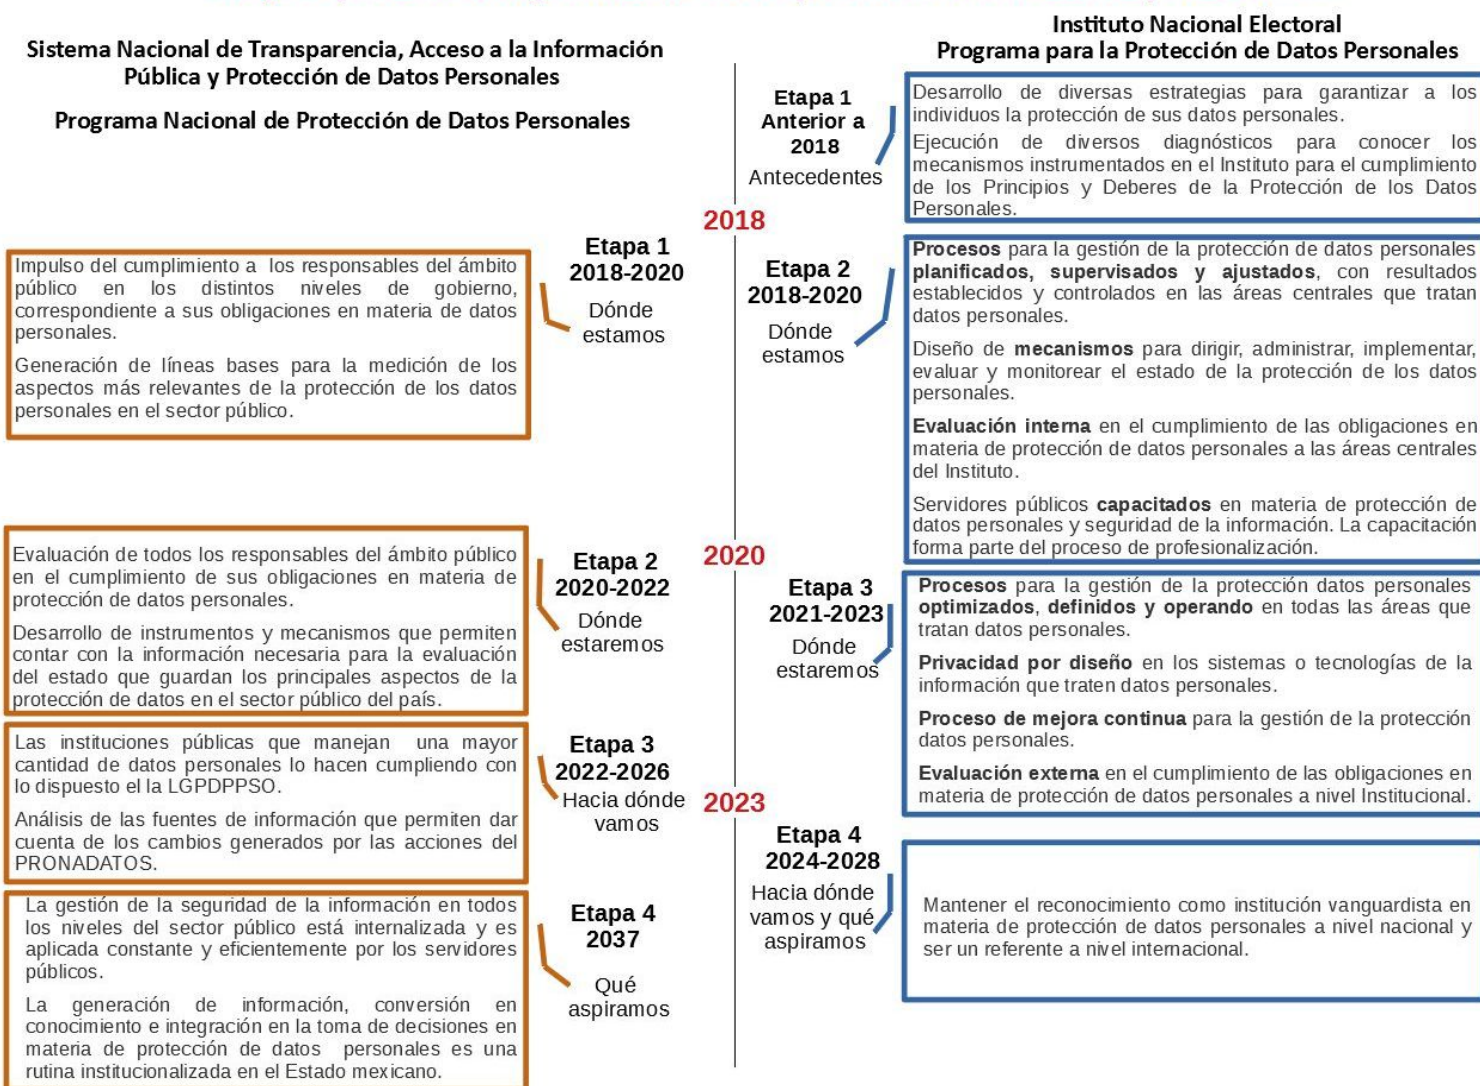 Sistema Nacional de Transparencia, Acceso a la Información
Pública y Protección de Datos Personales
Programa Nacional de Protección de Datos Personales
Impulso del cumplimiento a los responsables del ámbito
público en los distintos niveles de gobierno,
correspondiente a sus obligaciones en materia de datos
personales.
Generación de líneas bases para la medición de los
aspectos más relevantes de la protección de los datos
personales en el sector público.
Etapa 1
2018-2020
Dónde
estamos
Evaluación de todos los responsables del ámbito público
en el cumplimiento de sus obligaciones en materia de
protección de datos personales.
Desarrollo de instrumentos y mecanismos que permiten
contar con la información necesaria para la evaluación
del estado que guardan los principales aspectos de la
protección de datos en el sector público del país.
Etapa 2
2020-2022
Dónde
estaremos
Las instituciones públicas que manejan una mayor
cantidad de datos personales lo hacen cumpliendo con
lo dispuesto el la LGPDPPSO.
Análisis de las fuentes de información que permiten dar
cuenta de los cambios generados por las acciones del
PRONADATOS.
Etapa 3
2022-2026
Hacia dónde
vamos
La gestión de la seguridad de la información en todos
los niveles del sector público está internalizada y es
aplicada constante y eficientemente por los servidores
públicos.
La generación de información, conversión en
conocimiento e integración en la toma de decisiones en
materia de protección de datos personales es una
rutina institucionalizada en el Estado mexicano.
Etapa 4
2037
Qué
aspiramos
2018
2020
2023
Instituto Nacional Electoral
Programa para la Protección de Datos Personales
Etapa 1
Anterior a
2018
Antecedentes
Desarrollo de diversas estrategias para garantizar a los
individuos la protección de sus datos personales.
Ejecución de diversos diagnósticos para conocer los
mecanismos instrumentados en el Instituto para el cumplimiento
de los Principios y Deberes de la Protección de los Datos
Personales.
Etapa 2
2018-2020
Dónde
estamos
Procesos para la gestión de la protección de datos personales
planificados, supervisados y ajustados, con resultados
establecidos y controlados en las áreas centrales que tratan
datos personales.
Diseño de mecanismos para dirigir, administrar, implementar,
evaluar y monitorear el estado de la protección de los datos
personales.
Evaluación interna en el cumplimiento de las obligaciones en
materia de protección de datos personales a las áreas centrales
del Instituto.
Servidores públicos capacitados en materia de protección de
datos personales y seguridad de la información. La capacitación
forma parte del proceso de profesionalización.
Etapa 3
2021-2023
Dónde
estaremos
Procesos para la gestión de la protección datos personales
optimizados, definidos y operando en todas las áreas que
tratan datos personales.
Privacidad por diseño en los sistemas o tecnologías de la
información que traten datos personales.
Proceso de mejora continua para la gestión de la protección
datos personales.
Evaluación externa en el cumplimiento de las obligaciones en
materia de protección de datos personales a nivel Institucional.
Etapa 4
2024-2028
Hacia dónde
vamos y qué
aspiramos
Mantener el reconocimiento como institución vanguardista en
materia de protección de datos personales a nivel nacional y
ser un referente a nivel internacional.